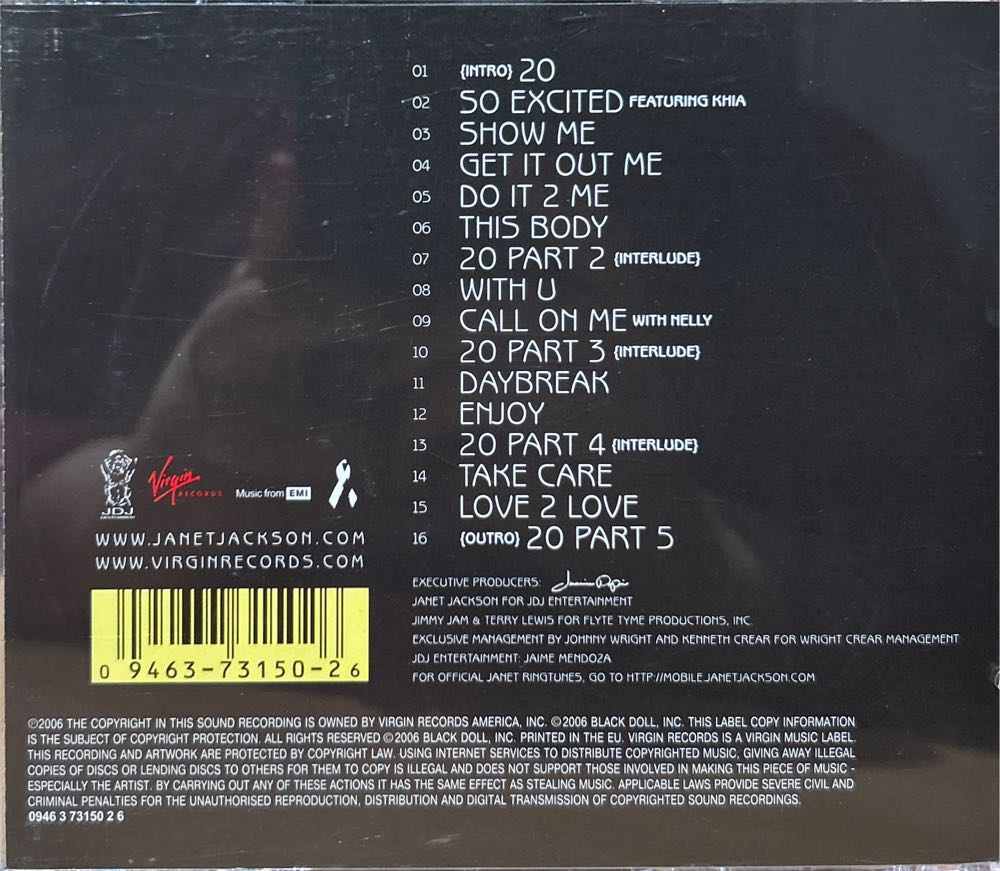 01 {INTRO} 20
02 SO EXCITED FEATURING KHIA
03 SHOW ME
04 GET IT OUT ME
05 DO IT 2 ME
06 THIS BODY
07 20 PART 2 {INTERLUDE}
08 WITH U
09 CALL ON ME WITH NELLY
10 20 PART 3 {INTERLUDE}
11 DAYBREAK
12 ENJOY
13 20 PART 4 {INTERLUDE}
14 TAKE CARE
15 LOVE 2 LOVE
16 {OUTRO} 20 PART 5
JDJ
ENTERTAINMENT
Virgin
RECORDS
Music from EMI
WWW.JANETJACKSON.COM
WWW.VIRGINRECORDS.COM
0 9463-73150-2 6
EXECUTIVE PRODUCERS:
JANET JACKSON FOR JDJ ENTERTAINMENT
JIMMY JAM & TERRY LEWIS FOR FLYTE TYME PRODUCTIONS, INC.
EXCLUSIVE MANAGEMENT BY JOHNNY WRIGHT AND KENNETH CREAR FOR WRIGHT CREAR MANAGEMENT
JDJ ENTERTAINMENT: JAIME MENDOZA
FOR OFFICIAL JANET RINGTUNES, GO TO HTTP://MOBILE.JANETJACKSON.COM
℗2006 THE COPYRIGHT IN THIS SOUND RECORDING IS OWNED BY VIRGIN RECORDS AMERICA, INC. ©2006 BLACK DOLL, INC. THIS LABEL COPY INFORMATION
IS THE SUBJECT OF COPYRIGHT PROTECTION. ALL RIGHTS RESERVED ©2006 BLACK DOLL, INC. PRINTED IN THE EU. VIRGIN RECORDS IS A VIRGIN MUSIC LABEL.
THIS RECORDING AND ARTWORK ARE PROTECTED BY COPYRIGHT LAW. USING INTERNET SERVICES TO DISTRIBUTE COPYRIGHTED MUSIC, GIVING AWAY ILLEGAL
COPIES OF DISCS OR LENDING DISCS TO OTHERS FOR THEM TO COPY IS ILLEGAL AND DOES NOT SUPPORT THOSE INVOLVED IN MAKING THIS PIECE OF MUSIC -
ESPECIALLY THE ARTIST. BY CARRYING OUT ANY OF THESE ACTIONS IT HAS THE SAME EFFECT AS STEALING MUSIC. APPLICABLE LAWS PROVIDE SEVERE CIVIL AND
CRIMINAL PENALTIES FOR THE UNAUTHORISED REPRODUCTION, DISTRIBUTION AND DIGITAL TRANSMISSION OF COPYRIGHTED SOUND RECORDINGS.
0946 3 73150 2 6